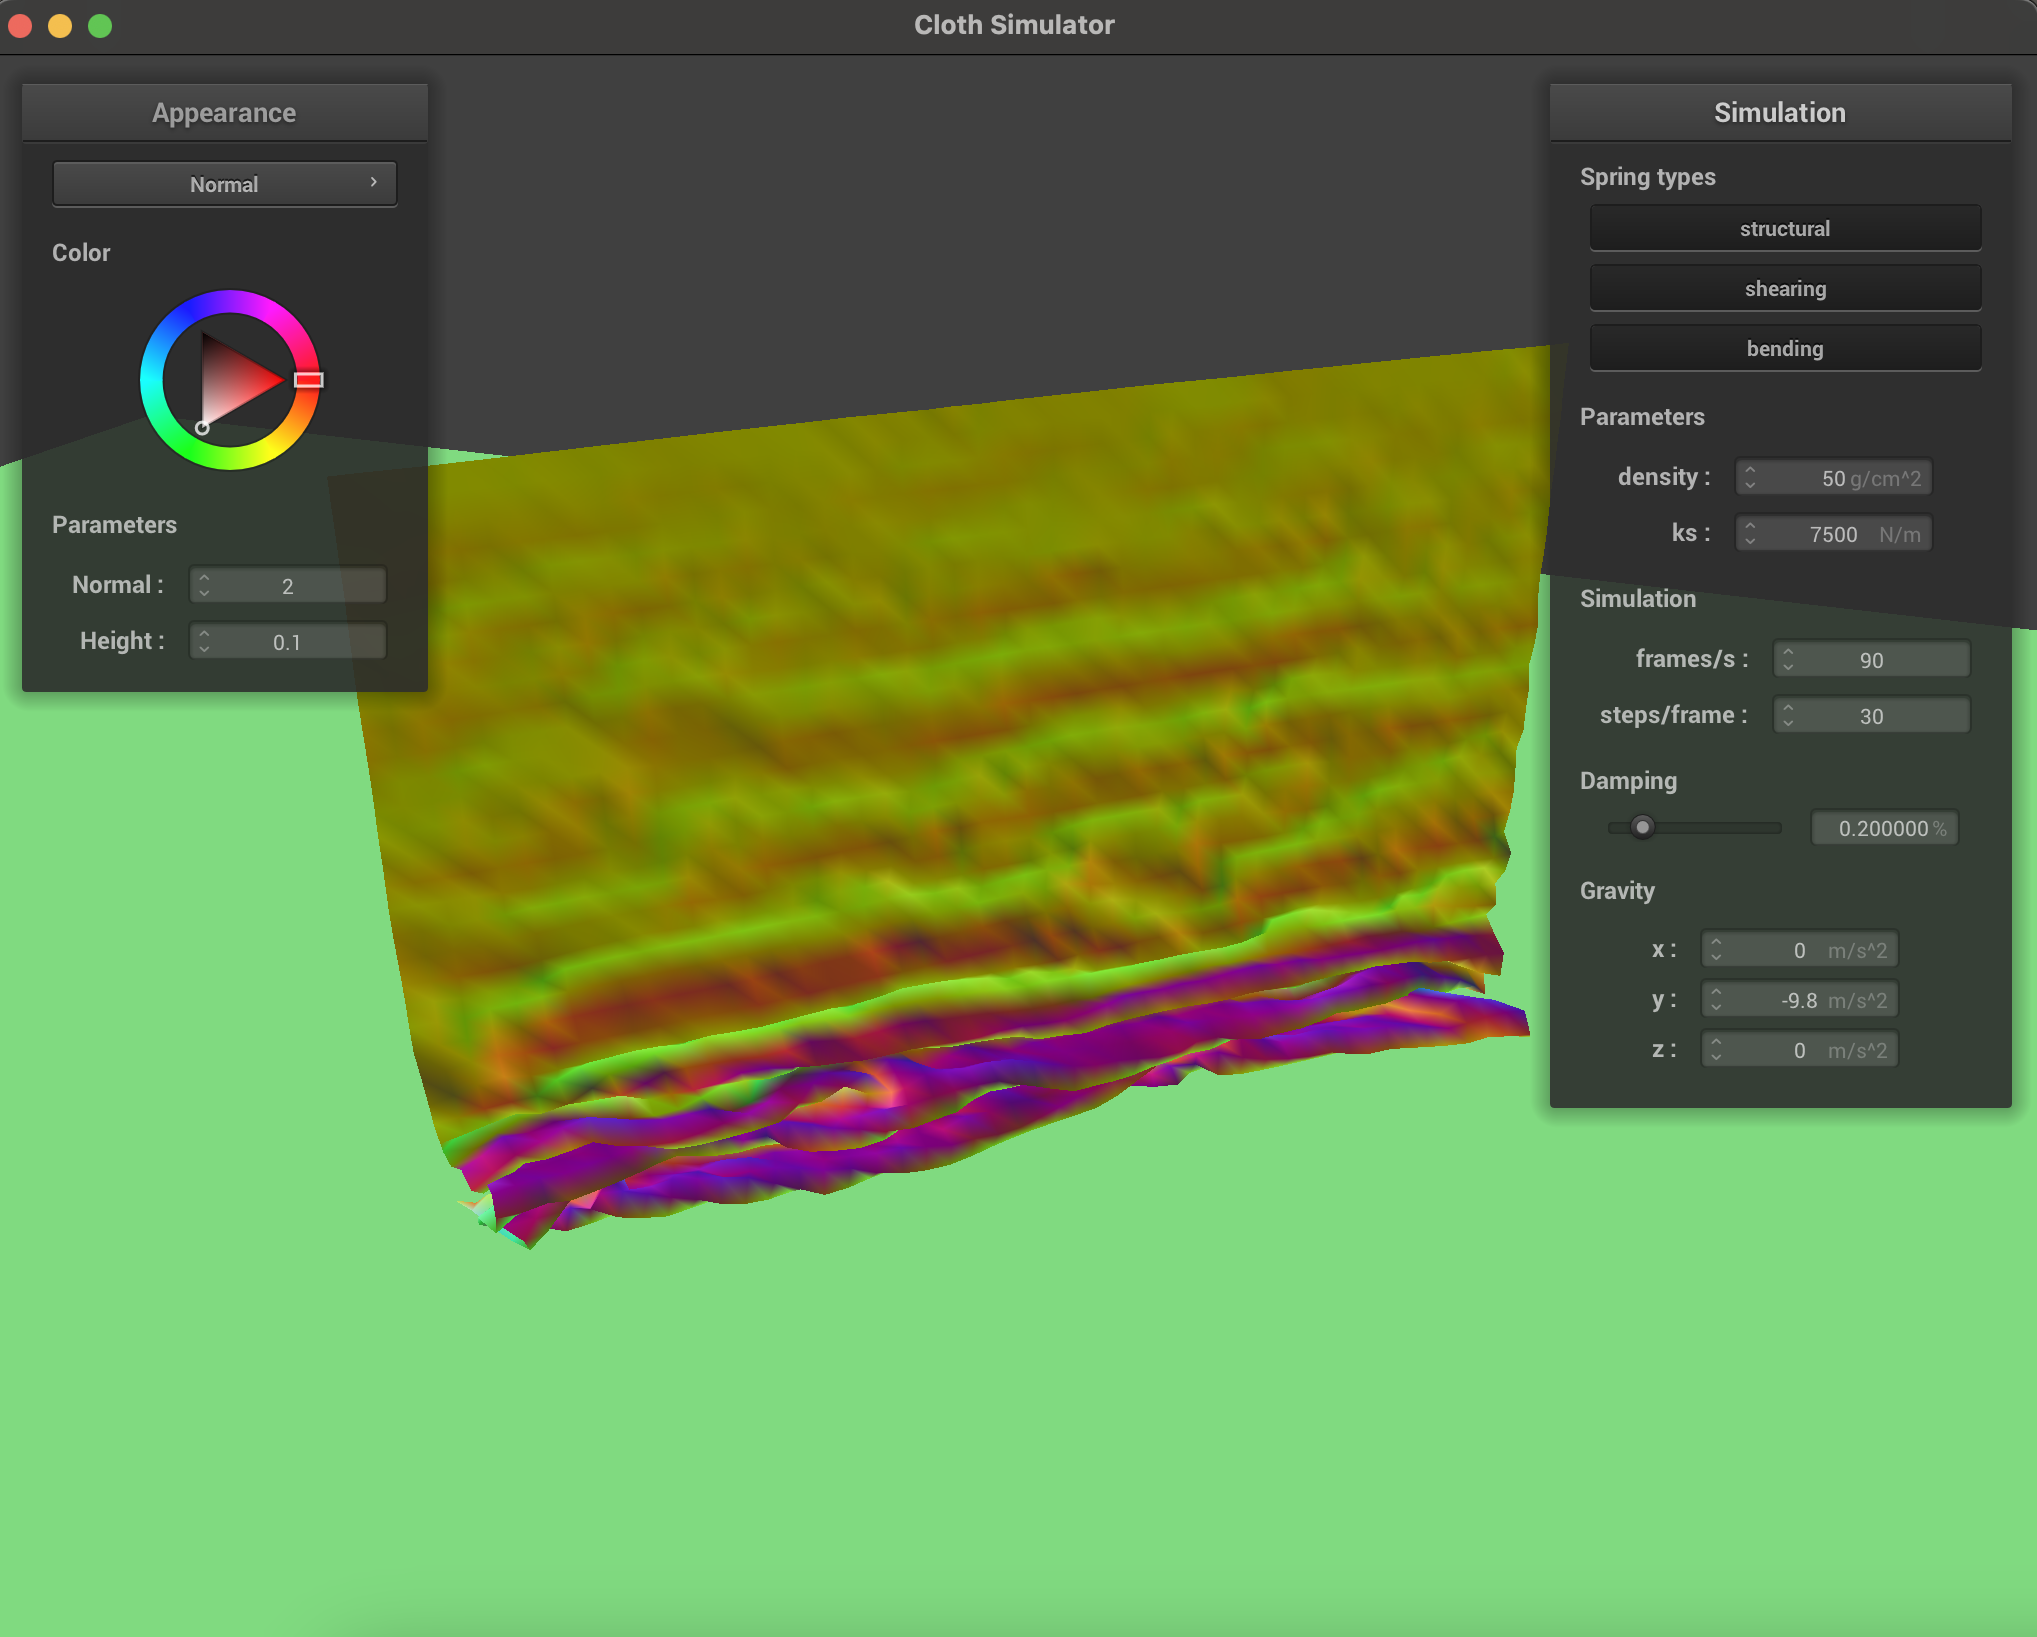 Cloth Simulator
Appearance
Normal
Color
Parameters
Normal : 2
Height : 0.1
Simulation
Spring types
structural
shearing
bending
Parameters
density : 50 g/cm^2
ks : 7500 N/m
Simulation
frames/s : 90
steps/frame : 30
Damping
0.200000 %
Gravity
x : 0 m/s^2
y : -9.8 m/s^2
z : 0 m/s^2